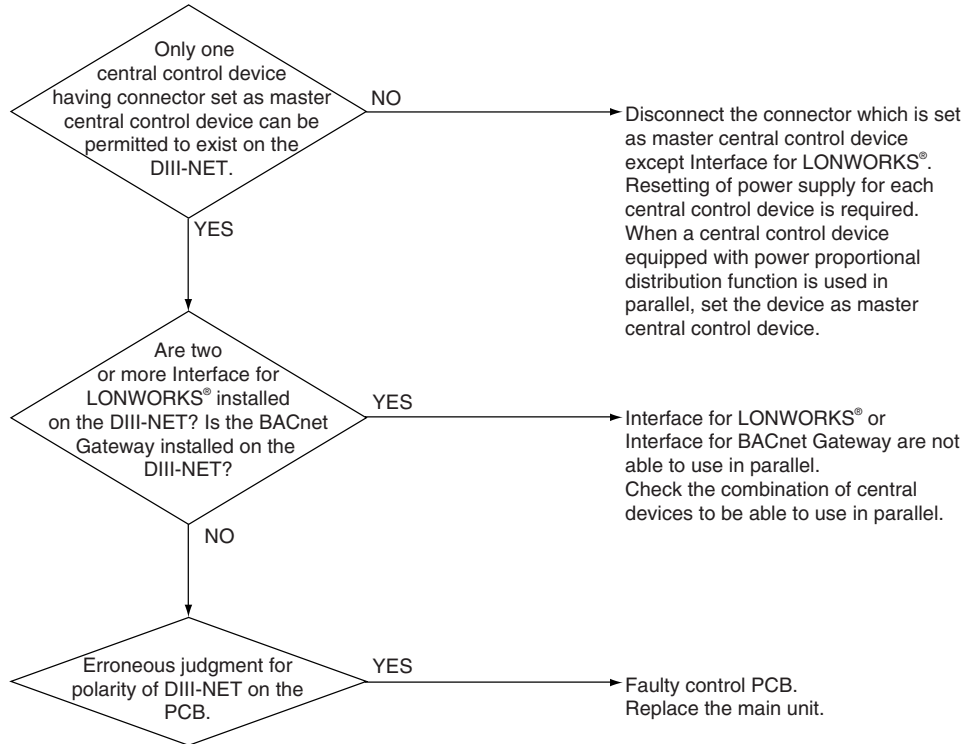 Only one
central control device
having connector set as master
central control device can be
permitted to exist on the
DIII-NET.
NO
Disconnect the connector which is set
as master central control device
except Interface for LONWORKS®.
Resetting of power supply for each
central control device is required.
When a central control device
equipped with power proportional
distribution function is used in
parallel, set the device as master
central control device.
YES
Are two
or more Interface for
LONWORKS® installed
on the DIII-NET? Is the BACnet
Gateway installed on the
DIII-NET?
YES
Interface for LONWORKS® or
Interface for BACnet Gateway are not
able to use in parallel.
Check the combination of central
devices to be able to use in parallel.
NO
Erroneous judgment for
polarity of DIII-NET on the
PCB.
YES
Faulty control PCB.
Replace the main unit.